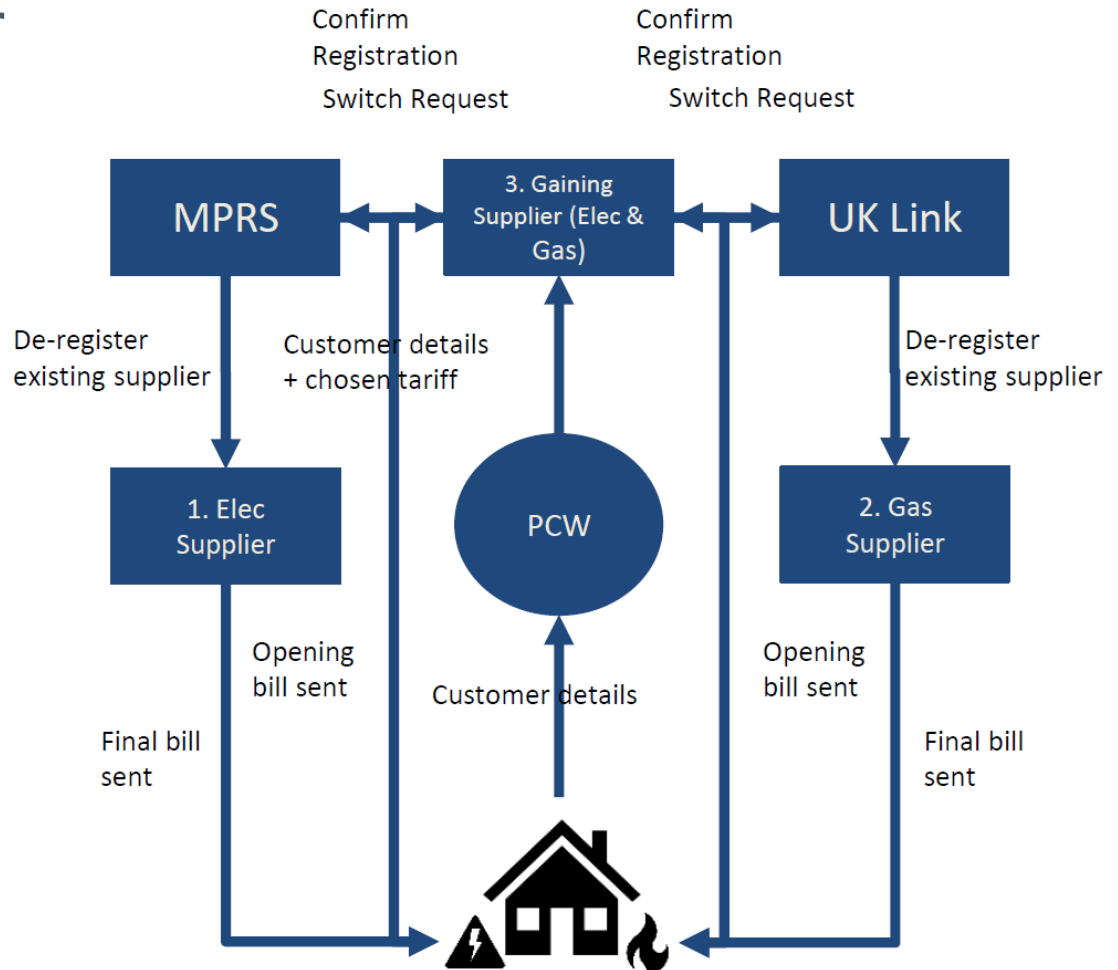 Confirm
Registration
Switch Request
Confirm
Registration
Switch Request
MPRS
3. Gaining
Supplier (Elec &
Gas)
UK Link
De-register
existing supplier
Customer details
+ chosen tariff
De-register
existing supplier
1. Elec
Supplier
PCW
2. Gas
Supplier
Opening
bill sent
Customer details
Opening
bill sent
Final bill
sent
Final bill
sent